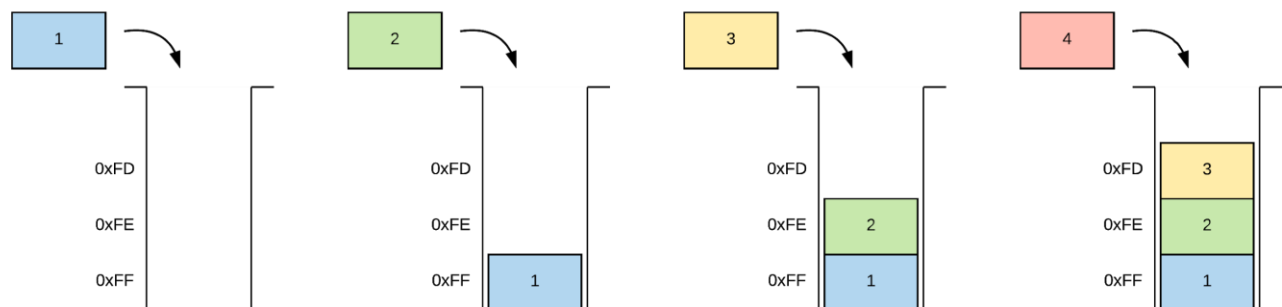 1 2 3 4
0xFD 0xFD 0xFD 0xFD 3
0xFE 0xFE 0xFE 2 0xFE 2
0xFF 0xFF 1 0xFF 1 0xFF 1